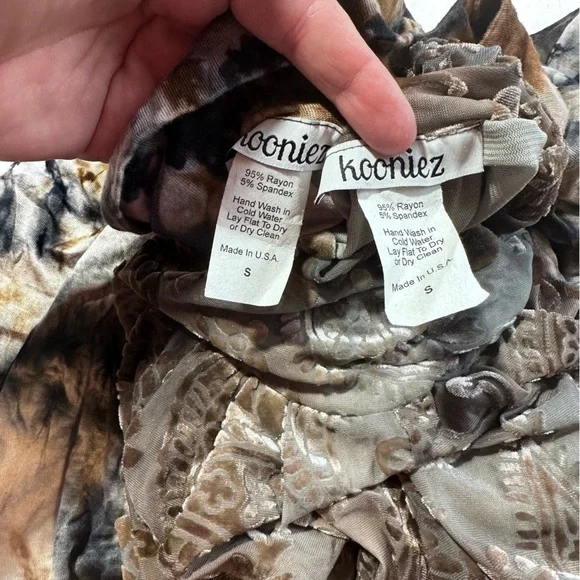 kooniez
95% Rayon
5% Spandex
Hand Wash in
Cold Water
Lay Flat To Dry
or Dry Clean
Made In U.S.A.
S
kooniez
95% Rayon
5% Spandex
Hand Wash in
Cold Water
Lay Flat To Dry
or Dry Clean
Made In U.S.A
S